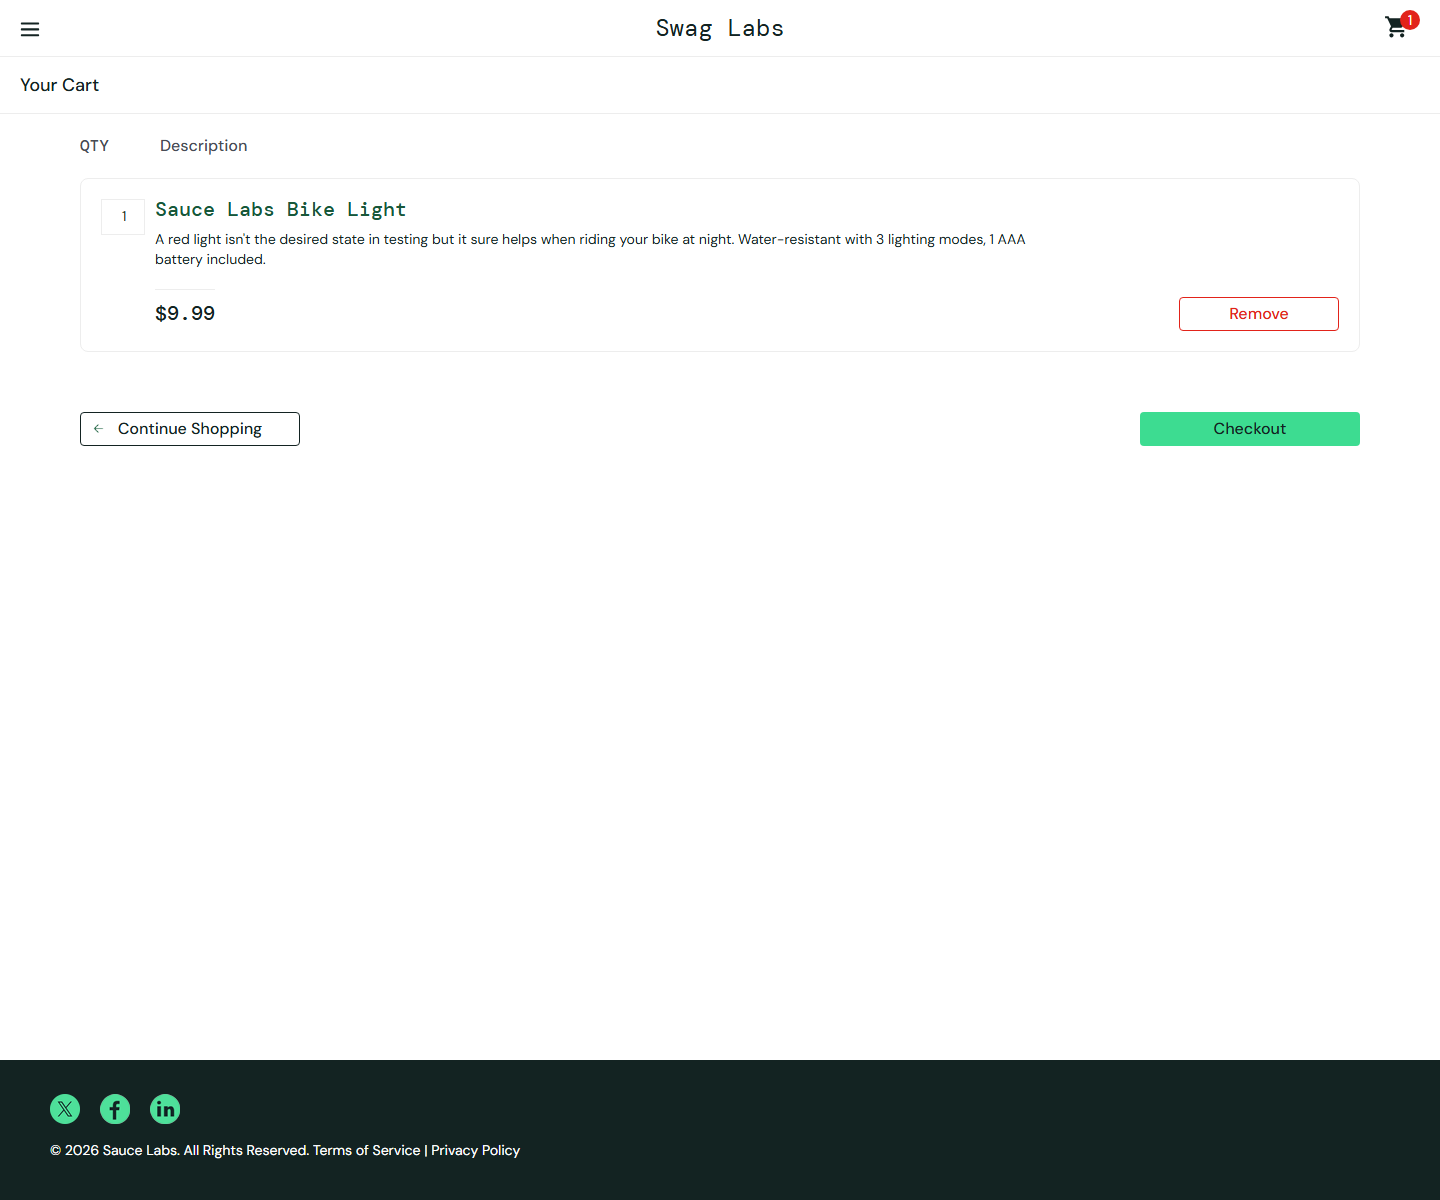 Swag Labs
1
Your Cart
QTY Description
1
Sauce Labs Bike Light
A red light isn't the desired state in testing but it sure helps when riding your bike at night. Water-resistant with 3 lighting modes, 1 AAA
battery included.
$9.99
Remove
Continue Shopping
Checkout
© 2026 Sauce Labs. All Rights Reserved. Terms of Service | Privacy Policy